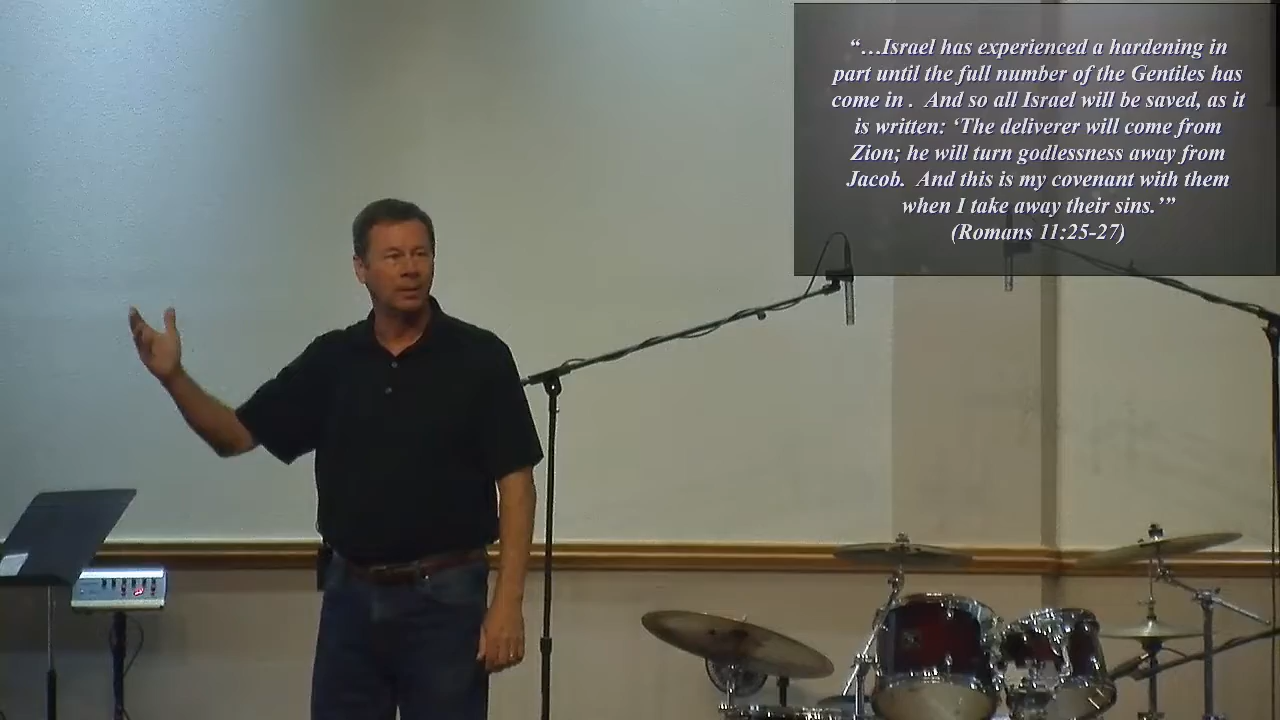 “…Israel has experienced a hardening in
part until the full number of the Gentiles has
come in .  And so all Israel will be saved, as it
is written: ‘The deliverer will come from
Zion; he will turn godlessness away from
Jacob.  And this is my covenant with them
when I take away their sins.’”
(Romans 11:25-27)